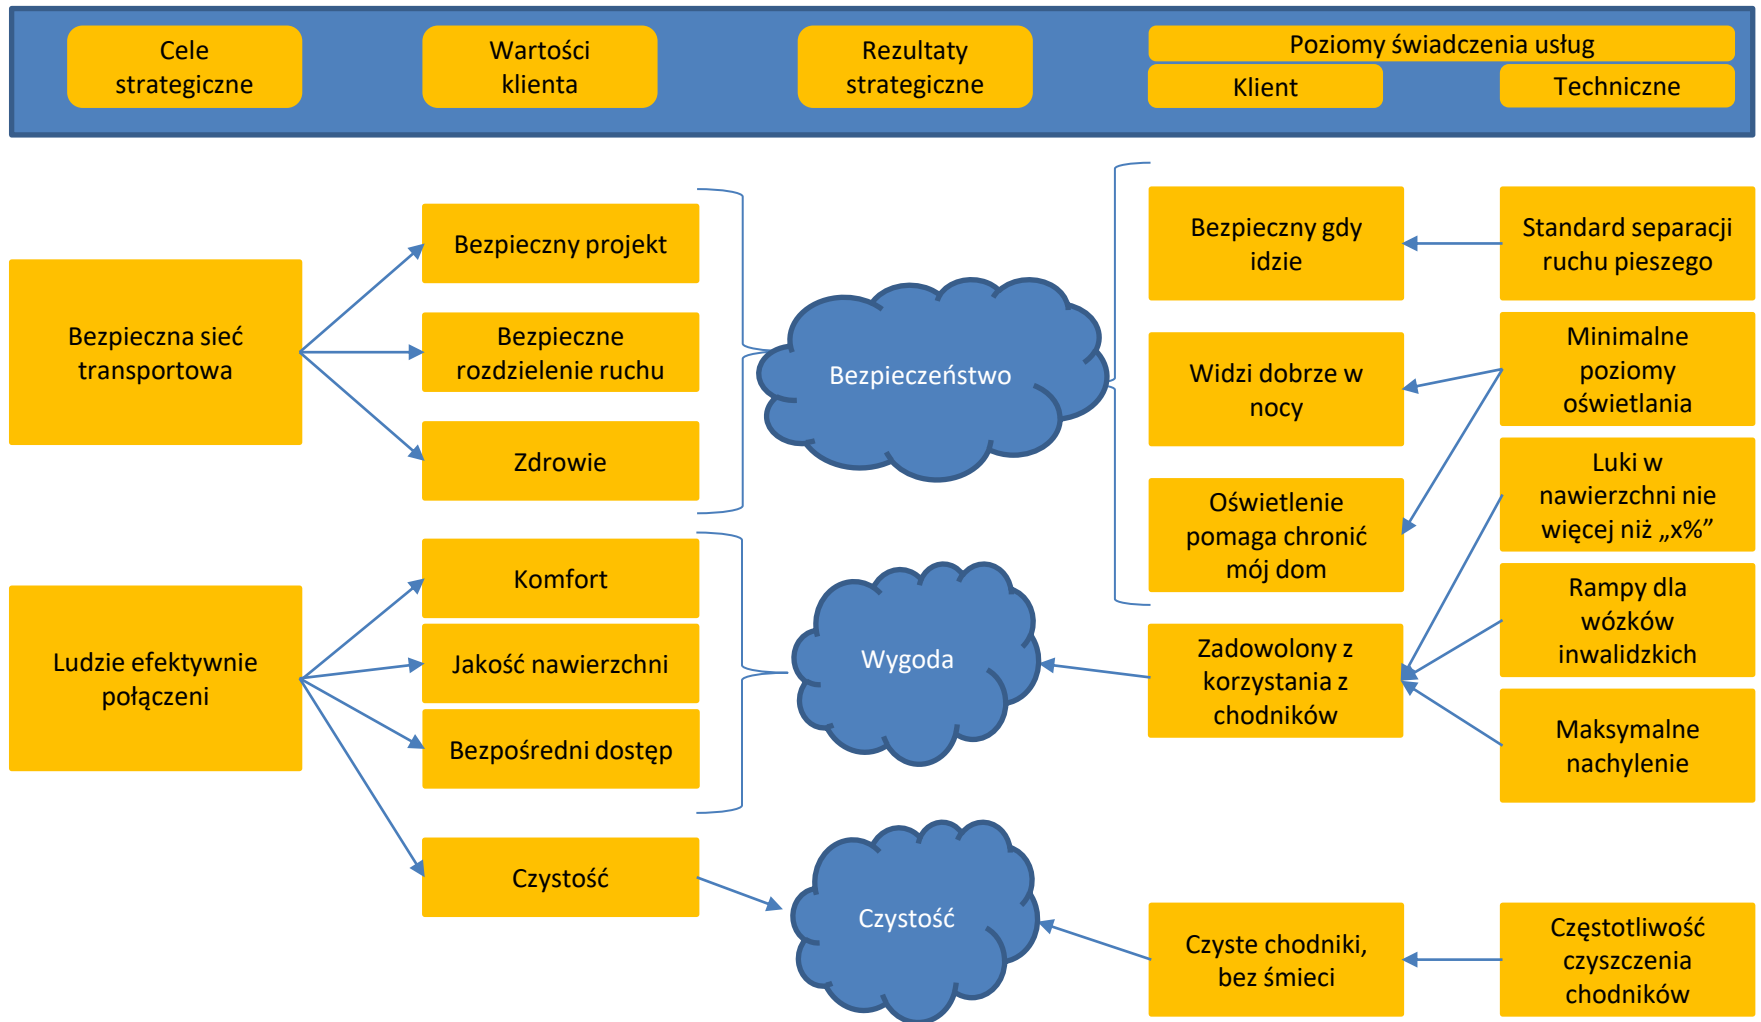 Cele
strategiczne
Wartości
klienta
Rezultaty
strategiczne
Poziomy świadczenia usług
Klient
Techniczne
Bezpieczna sieć
transportowa
Ludzie efektywnie
połączeni
Bezpieczny projekt
Bezpieczne
rozdzielenie ruchu
Zdrowie
Komfort
Jakość nawierzchni
Bezpośredni dostęp
Czystość
Bezpieczeństwo
Wygoda
Czystość
Bezpieczny gdy
idzie
Widzi dobrze w
nocy
Oświetlenie
pomaga chronić
mój dom
Zadowolony z
korzystania z
chodników
Czyste chodniki,
bez śmieci
Standard separacji
ruchu pieszego
Minimalne
poziomy
oświetlania
Luki w
nawierzchni nie
więcej niż „x%”
Rampy dla
wózków
inwalidzkich
Maksymalne
nachylenie
Częstotliwość
czyszczenia
chodników